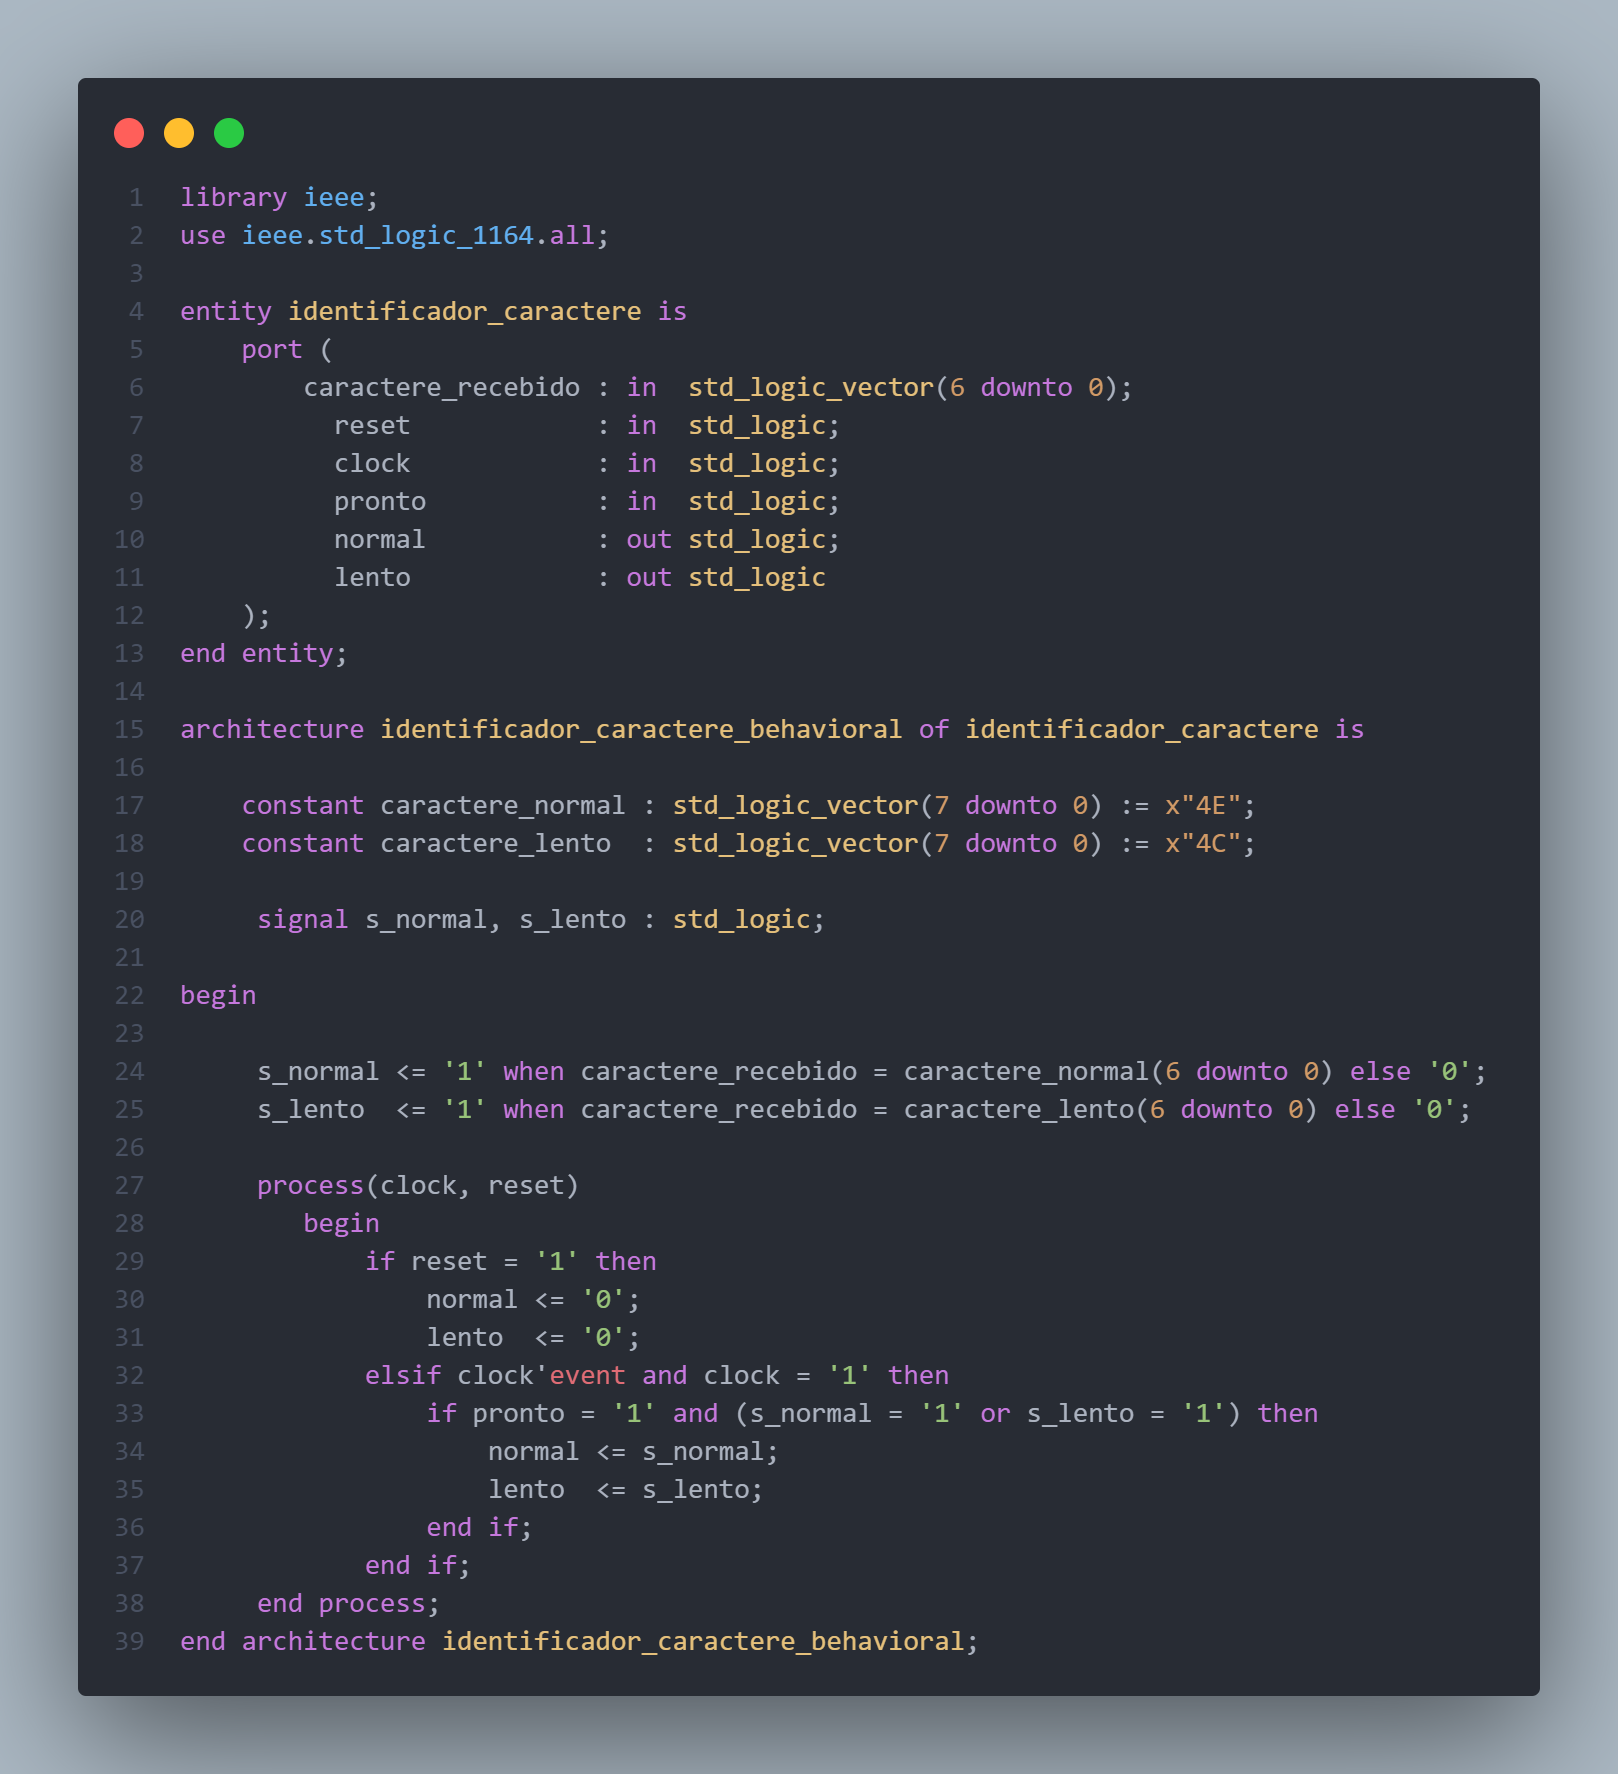 1 library ieee;
2 use ieee.std_logic_1164.all;
3
4 entity identificador_caractere is
5     port (
6         caractere_recebido : in  std_logic_vector(6 downto 0);
7           reset            : in  std_logic;
8           clock            : in  std_logic;
9           pronto           : in  std_logic;
10           normal           : out std_logic;
11           lento            : out std_logic
12     );
13 end entity;
14
15 architecture identificador_caractere_behavioral of identificador_caractere is
16
17     constant caractere_normal : std_logic_vector(7 downto 0) := x"4E";
18     constant caractere_lento  : std_logic_vector(7 downto 0) := x"4C";
19
20      signal s_normal, s_lento : std_logic;
21
22 begin
23
24      s_normal <= '1' when caractere_recebido = caractere_normal(6 downto 0) else '0';
25      s_lento  <= '1' when caractere_recebido = caractere_lento(6 downto 0) else '0';
26
27      process(clock, reset)
28         begin
29             if reset = '1' then
30                 normal <= '0';
31                 lento  <= '0';
32             elsif clock'event and clock = '1' then
33                 if pronto = '1' and (s_normal = '1' or s_lento = '1') then
34                     normal <= s_normal;
35                     lento  <= s_lento;
36                 end if;
37             end if;
38      end process;
39 end architecture identificador_caractere_behavioral;